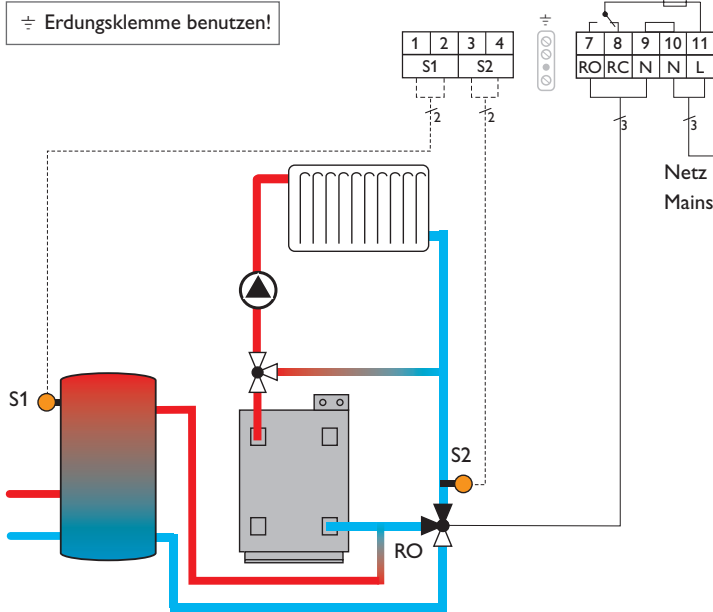 ⏚ Erdungsklemme benutzen!
1 2 3 4
S1 S2
2 2
⏚
7 8 9 10 11
RO RC N N L
3 3
Netz
Mains
S1
S2
RO